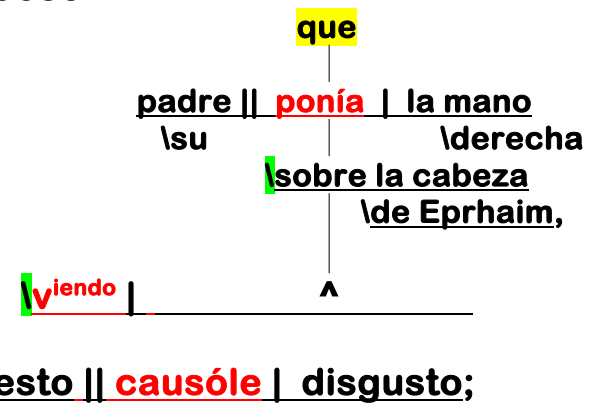 que
padre || ponía | la mano
\su \derecha
\sobre la cabeza
\de Eprhaim,
\viendo | ^
esto || causóle | disgusto;